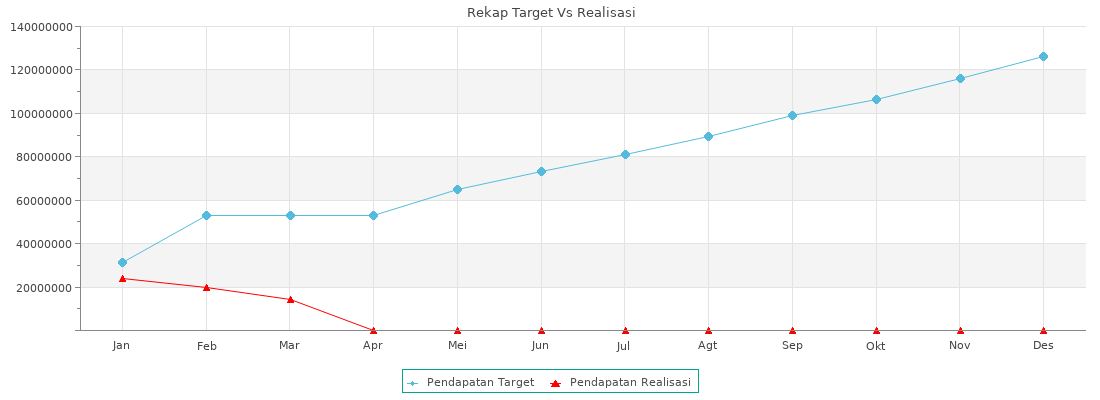 Rekap Target Vs Realisasi
140000000
120000000
100000000
80000000
60000000
40000000
20000000
Jan Feb Mar Apr Mei Jun Jul Agt Sep Okt Nov Des
Pendapatan Target Pendapatan Realisasi